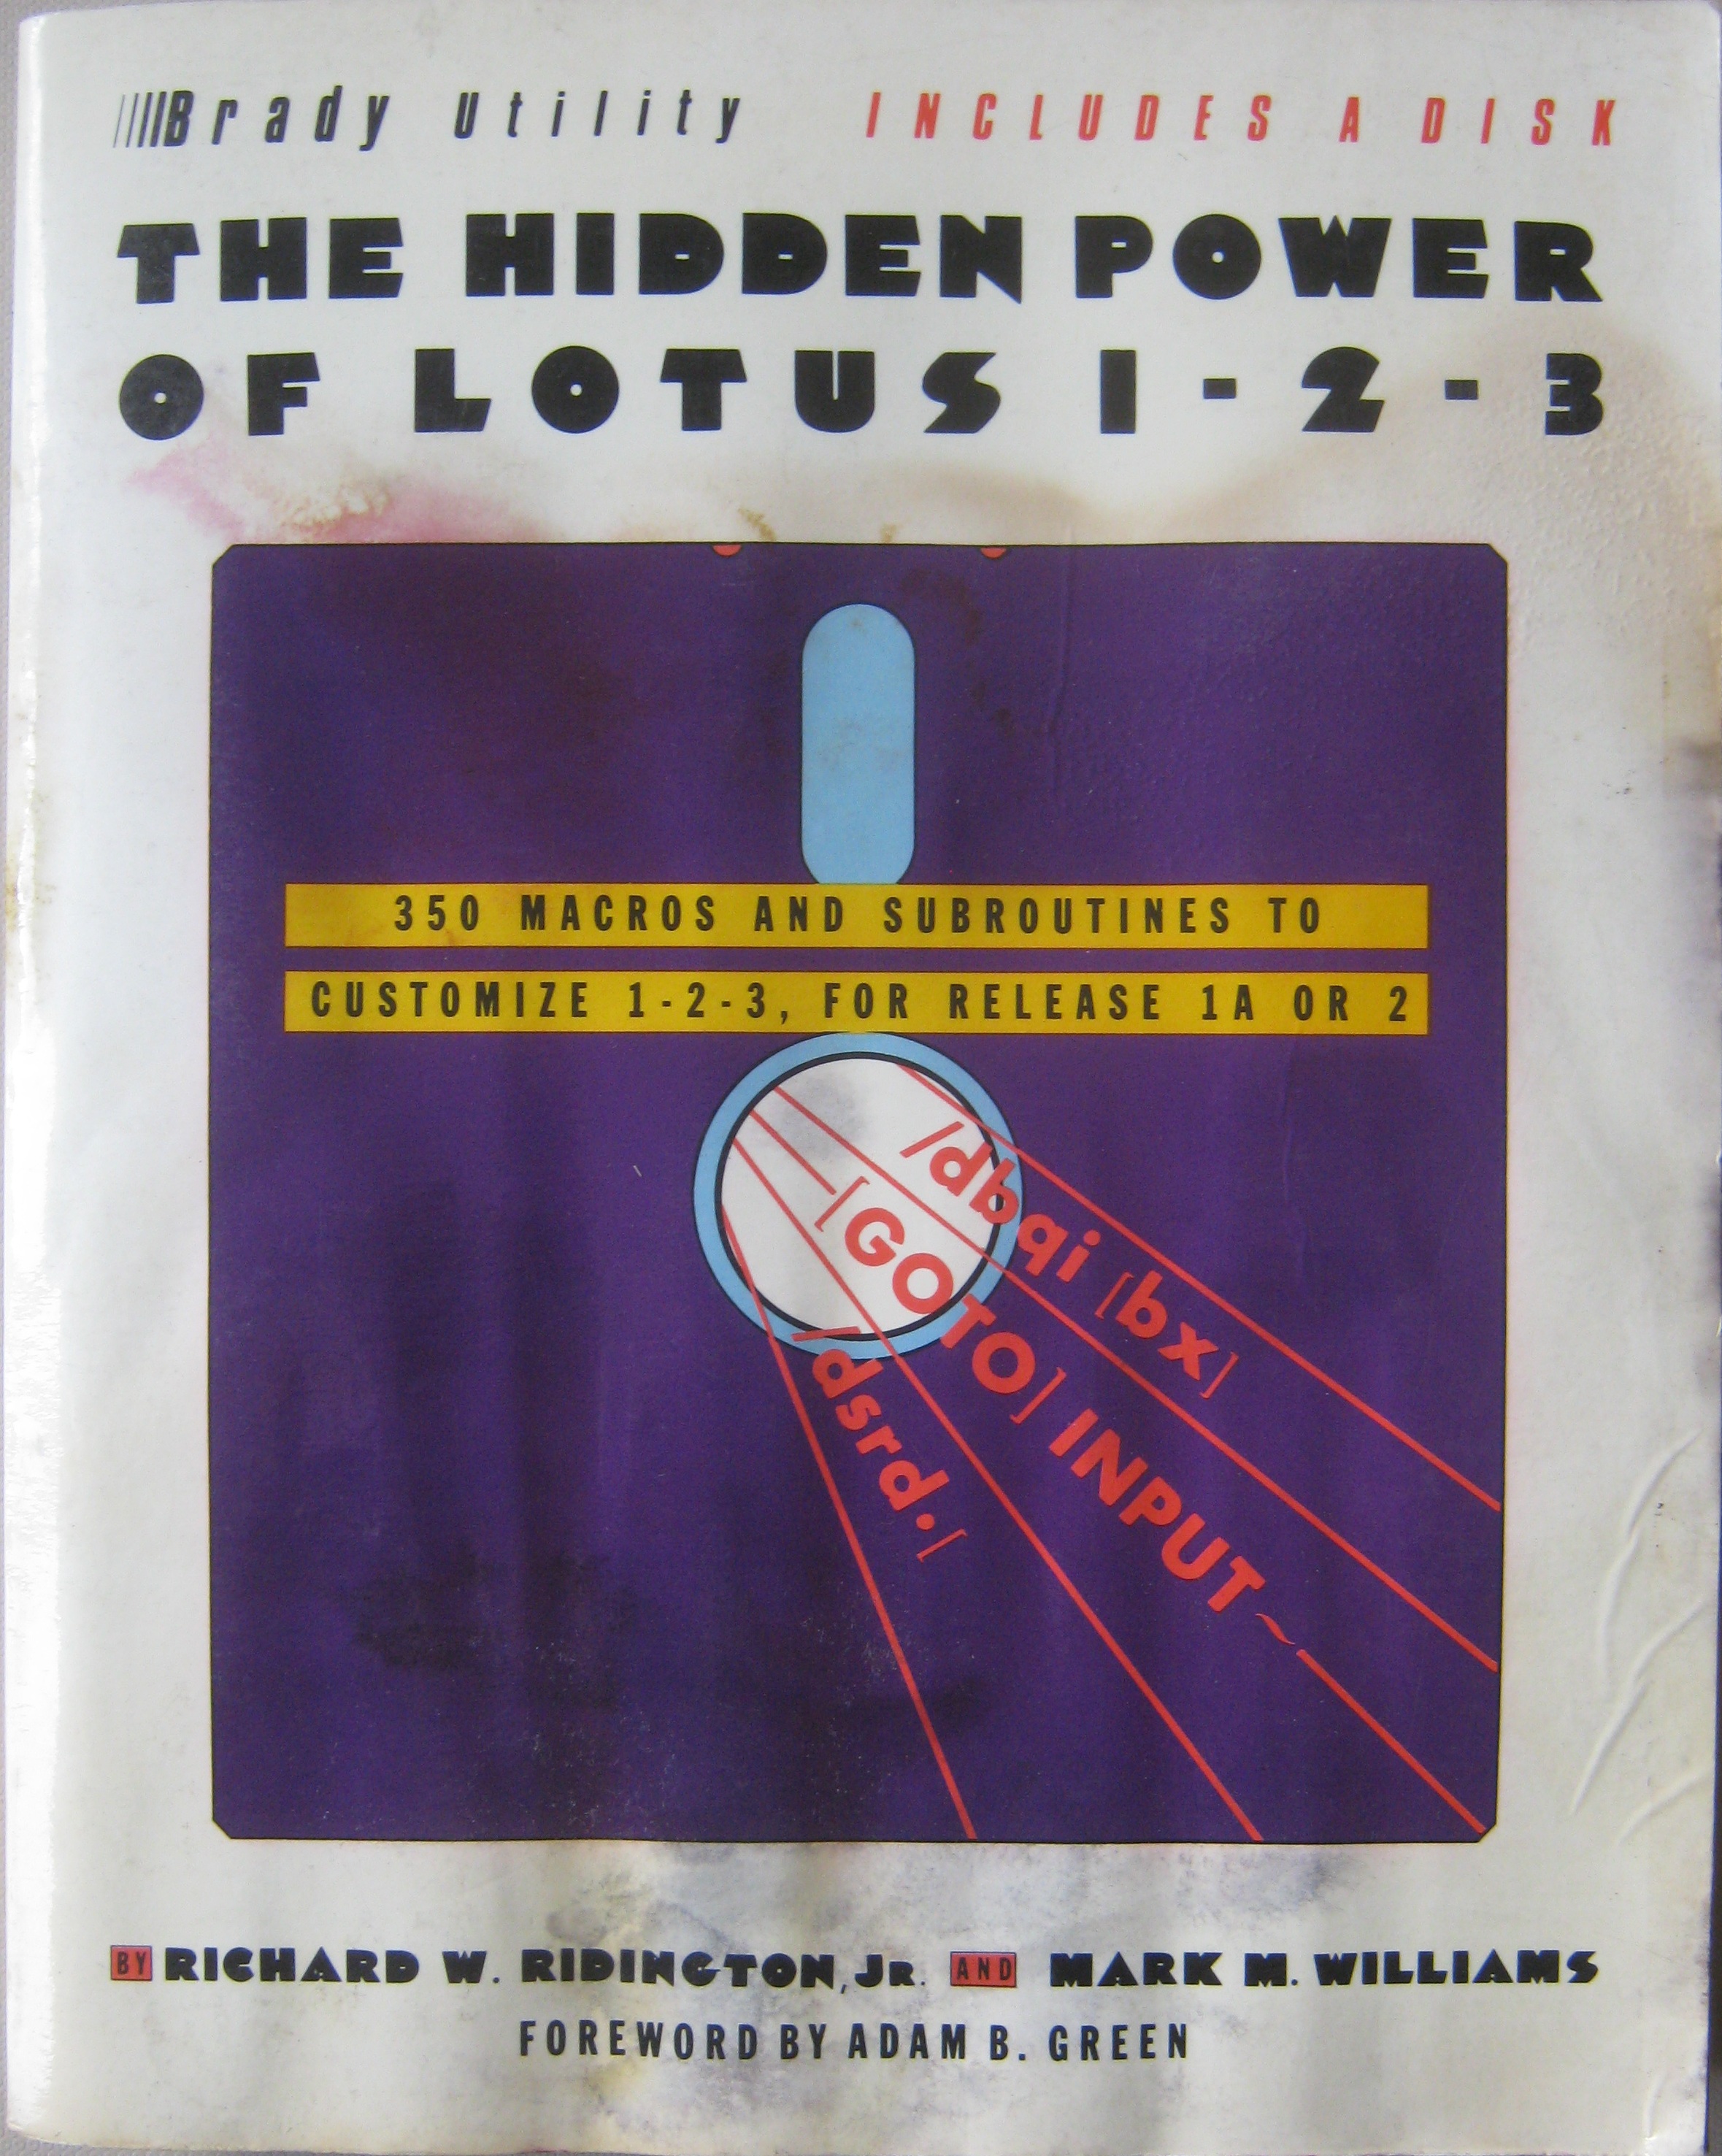 Brady Utility INCLUDES A DISK
THE HIDDEN POWER
OF LOTUS 1-2-3
350 MACROS AND SUBROUTINES TO
CUSTOMIZE 1-2-3, FOR RELEASE 1A OR 2
/dbqi [bx]
[GOTO] INPUT~
/dsrd.[
BY RICHARD W. RIDINGTON, JR. AND MARK M. WILLIAMS
FOREWORD BY ADAM B. GREEN